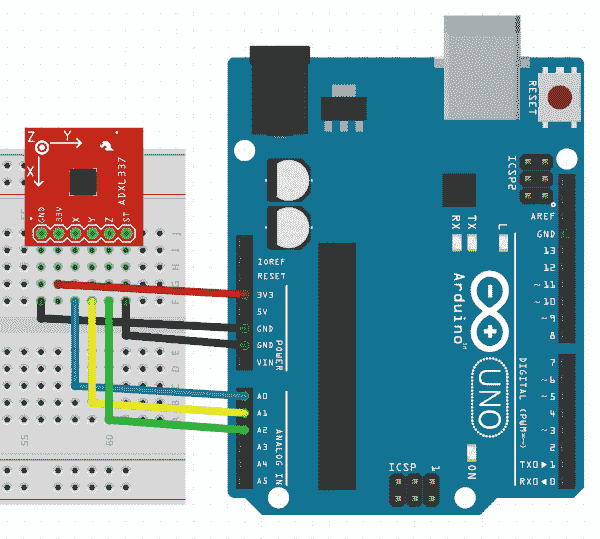 Z
Y
X
ADXL337
GND
3.3V
X
Y
Z
ST
J
I
H
G
F
E
D
C
B
A
55
60
RESET
ICSP2
AREF
GND
13
12
~11
~10
~9
8
7
~6
~5
4
~3
2
TX0▶1
RX0◀0
DIGITAL (PWM=~)
IOREF
RESET
3V3
5V
GND
GND
VIN
POWER
A0
A1
A2
A3
A4
A5
ANALOG IN
RX
TX
L
Arduino™
UNO
ON
ICSP
1